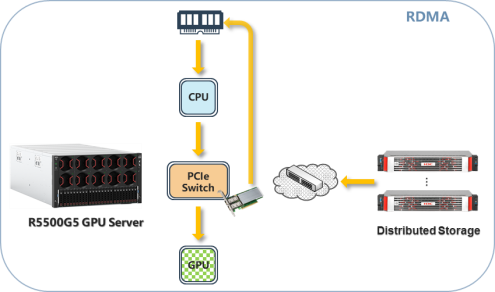 RDMA
CPU
PCIe
Switch
R5500G5 GPU Server
GPU
Distributed Storage